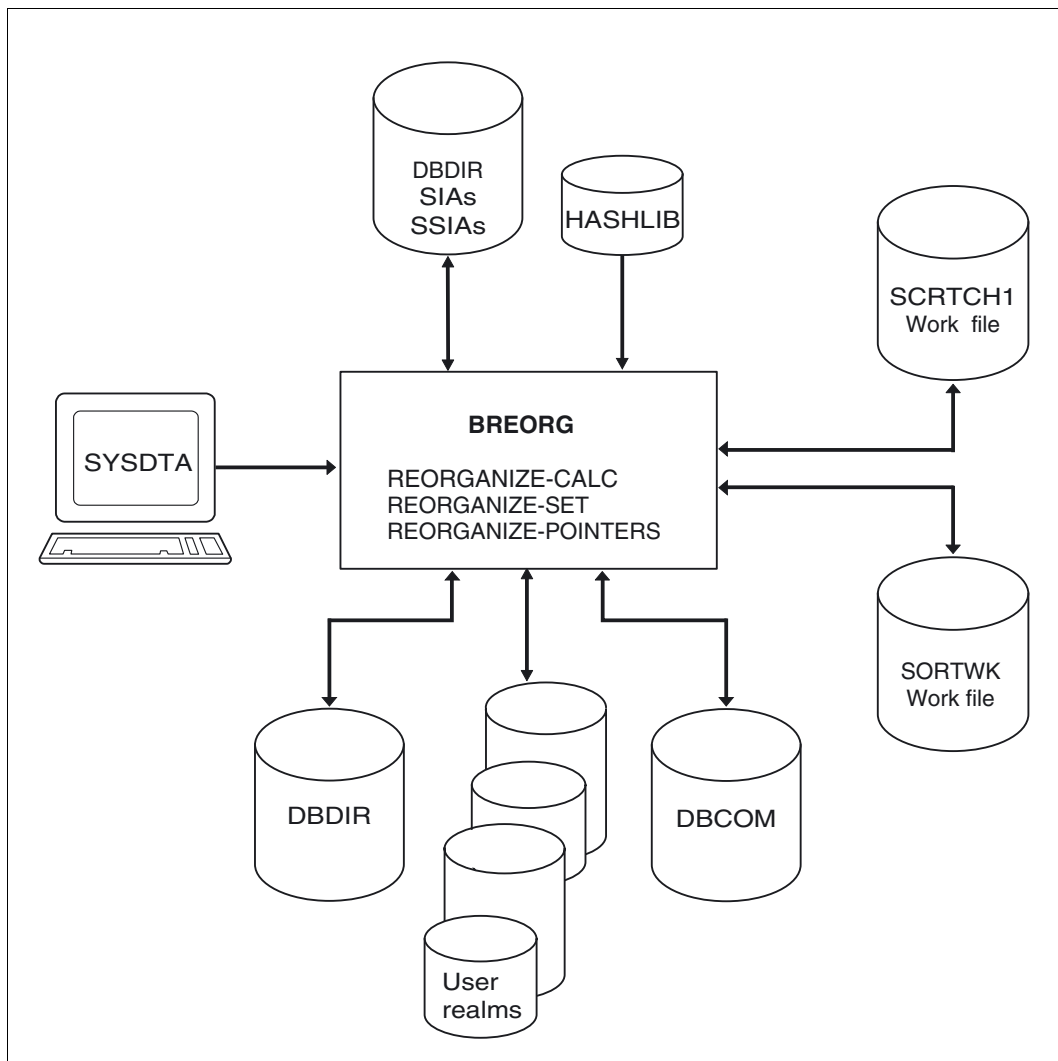 DBDIR
SIAs
SSIAs
HASHLIB
SCRTCH1
Work file
SYSDTA
BREORG
REORGANIZE-CALC
REORGANIZE-SET
REORGANIZE-POINTERS
SORTWK
Work file
DBDIR
DBCOM
User
realms